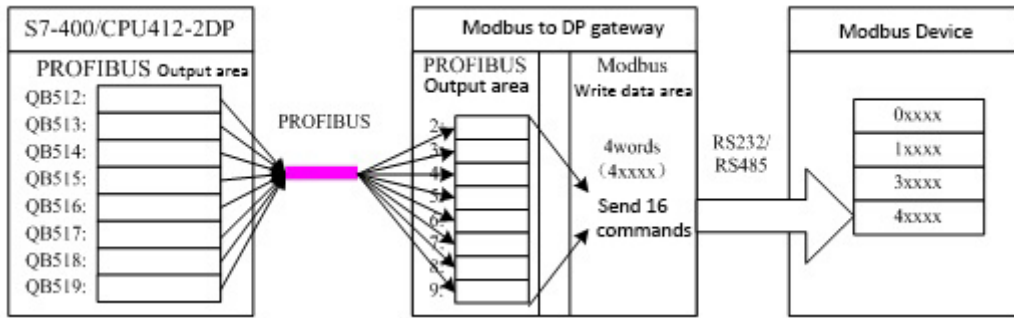 S7-400/CPU412-2DP
PROFIBUS Output area
QB512:
QB513:
QB514:
QB515:
QB516:
QB517:
QB518:
QB519:
PROFIBUS
Modbus to DP gateway
PROFIBUS
Output area
2:
3:
4:
5:
6:
7:
8:
9:
Modbus
Write data area
4words
(4xxxx)
Send 16
commands
RS232/
RS485
Modbus Device
0xxxx
1xxxx
3xxxx
4xxxx